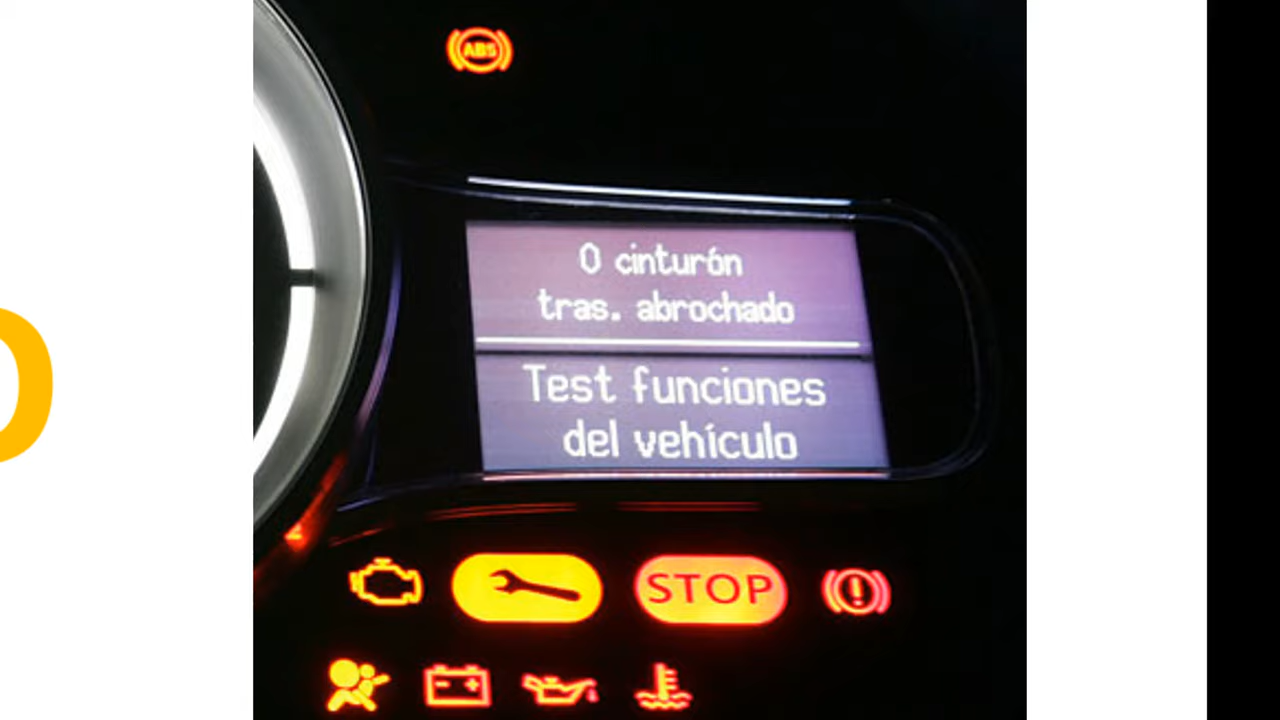 ABS
0 cinturón
tras. abrochado
Test funciones
del vehículo
STOP